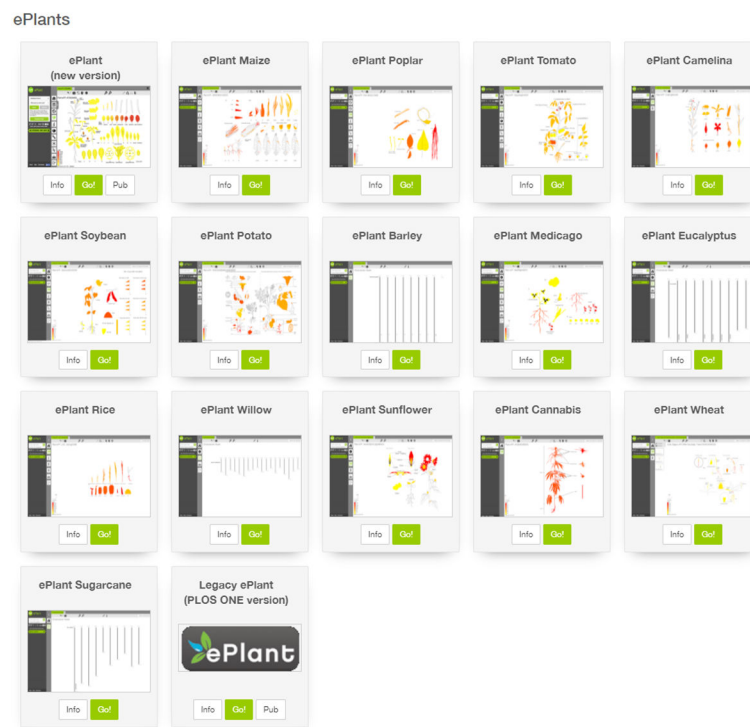 ePlants
ePlant
(new version)
Info Go! Pub
ePlant Maize
Info Go!
ePlant Poplar
Info Go!
ePlant Tomato
Info Go!
ePlant Camelina
Info Go!
ePlant Soybean
Info Go!
ePlant Potato
Info Go!
ePlant Barley
Info Go!
ePlant Medicago
Info Go!
ePlant Eucalyptus
Info Go!
ePlant Rice
Info Go!
ePlant Willow
Info Go!
ePlant Sunflower
Info Go!
ePlant Cannabis
Info Go!
ePlant Wheat
Info Go!
ePlant Sugarcane
Info Go!
Legacy ePlant
(PLOS ONE version)
ePlant
Info Go! Pub